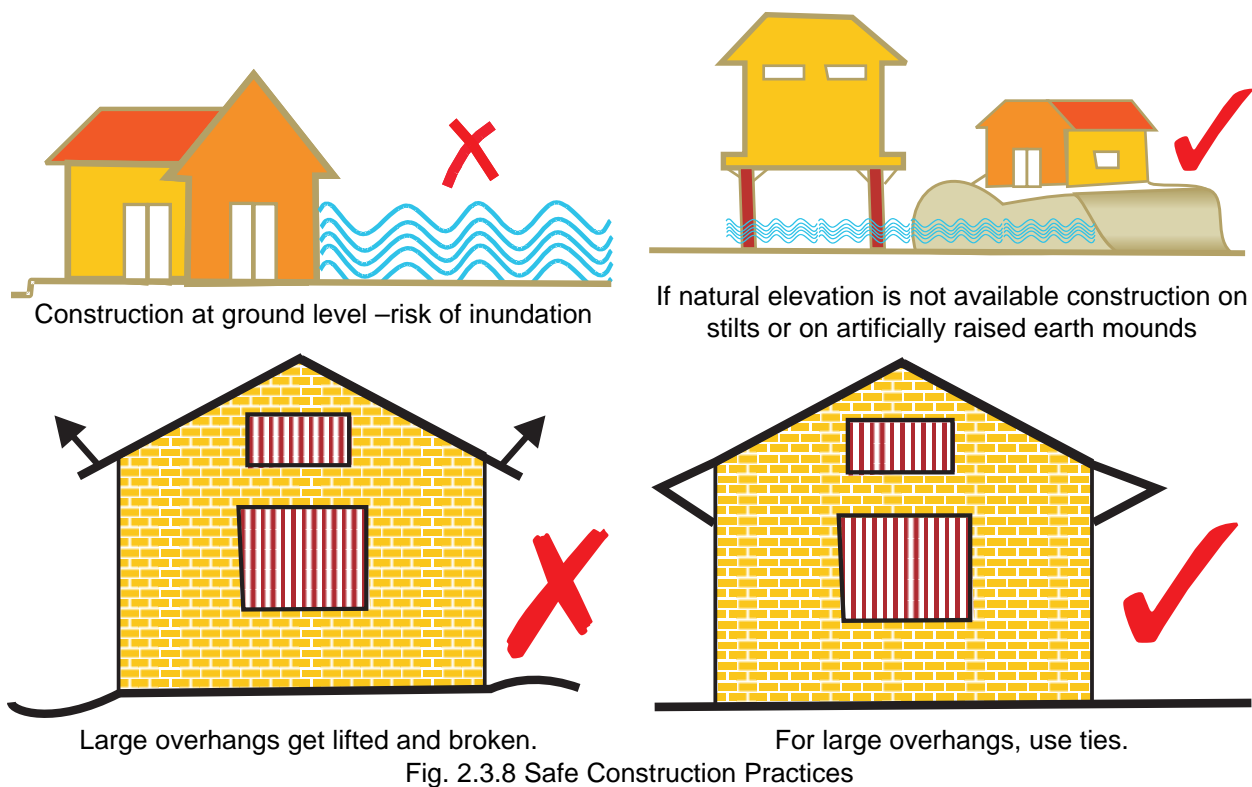 Construction at ground level –risk of inundation
If natural elevation is not available construction on
stilts or on artificially raised earth mounds
Large overhangs get lifted and broken.
For large overhangs, use ties.
Fig. 2.3.8 Safe Construction Practices